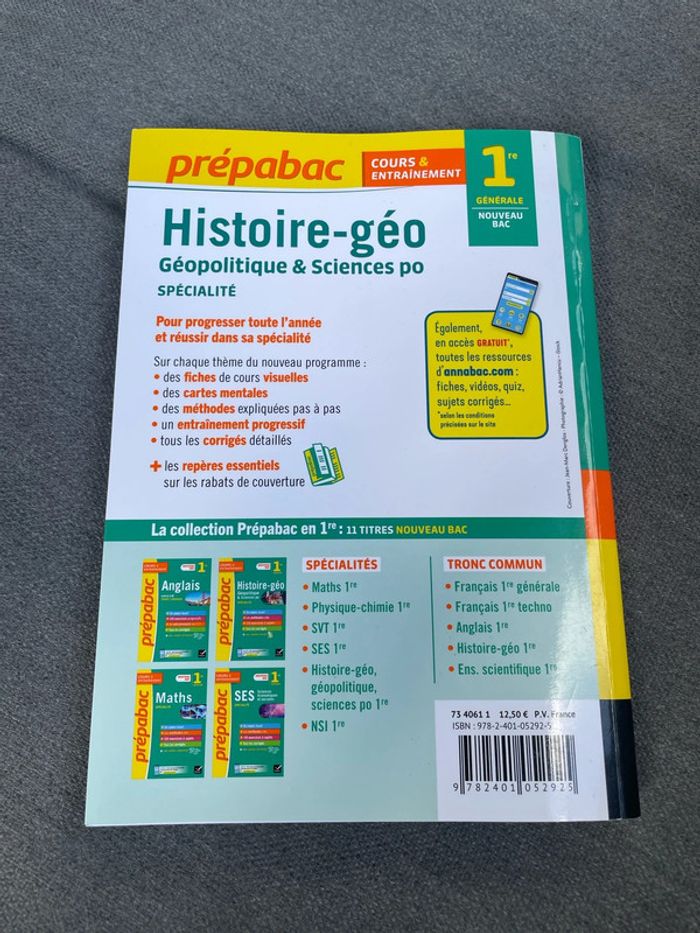 prépabac
COURS &
ENTRAÎNEMENT
1re
GÉNÉRALE
NOUVEAU
BAC
Histoire-géo
Géopolitique & Sciences po
SPÉCIALITÉ
Pour progresser toute l'année
et réussir dans sa spécialité
Sur chaque thème du nouveau programme :
• des fiches de cours visuelles
• des cartes mentales
• des méthodes expliquées pas à pas
• un entraînement progressif
• tous les corrigés détaillés
+ les repères essentiels
sur les rabats de couverture
Également,
en accès GRATUIT*,
toutes les ressources
d'annabac.com :
fiches, vidéos, quiz,
sujets corrigés...
*selon les conditions
précisées sur le site
La collection Prépabac en 1re : 11 TITRES NOUVEAU BAC
prépabac
Anglais
1re
prépabac
Histoire-géo
Géopolitique &
Sciences po
1re
prépabac
Maths
1re
prépabac
SES
1re
SPÉCIALITÉS
• Maths 1re
• Physique-chimie 1re
• SVT 1re
• SES 1re
• Histoire-géo,
géopolitique,
sciences po 1re
• NSI 1re
TRONC COMMUN
• Français 1re générale
• Français 1re techno
• Anglais 1re
• Histoire-géo 1re
• Ens. scientifique 1re
73 4061 1 12,50 € P.V. France
ISBN : 978-2-401-05292-5
9 782401 052925